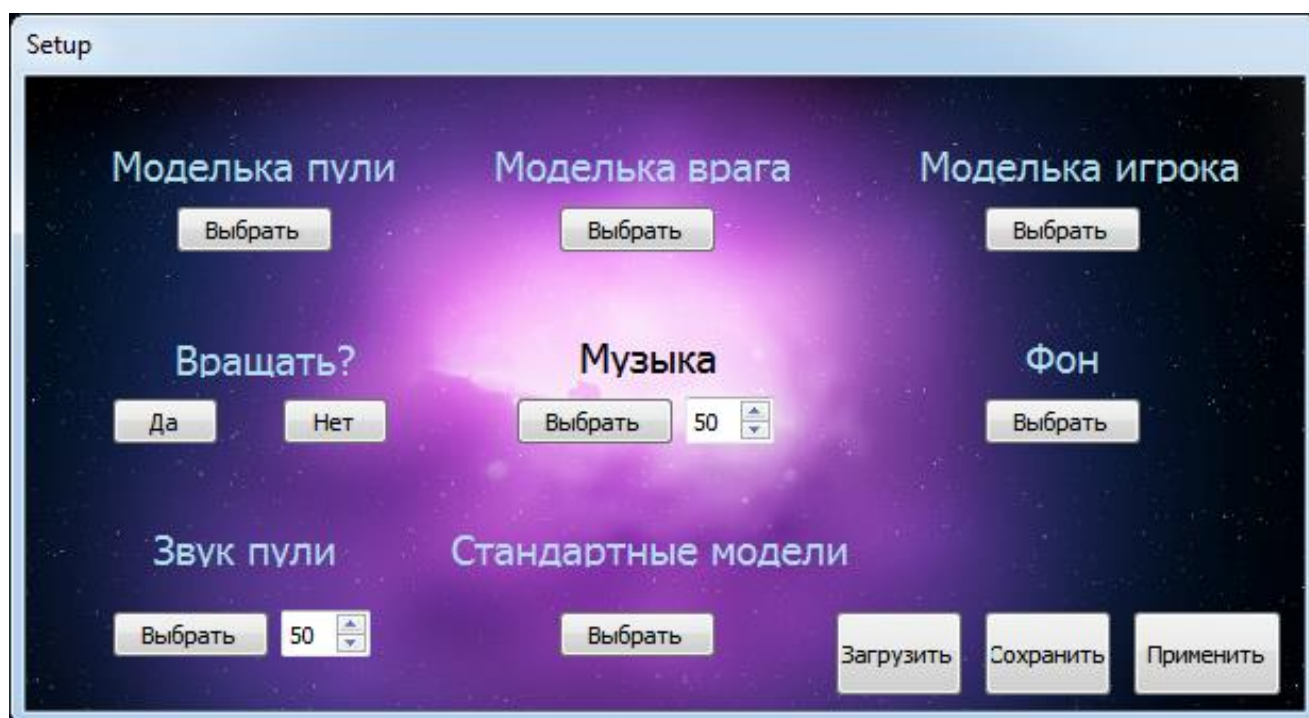 Setup
Моделька пули
Моделька врага
Моделька игрока
Выбрать
Выбрать
Выбрать
Вращать?
Музыка
Фон
Да
Нет
Выбрать
50
Выбрать
Звук пули
Стандартные модели
Выбрать
50
Выбрать
Загрузить
Сохранить
Применить